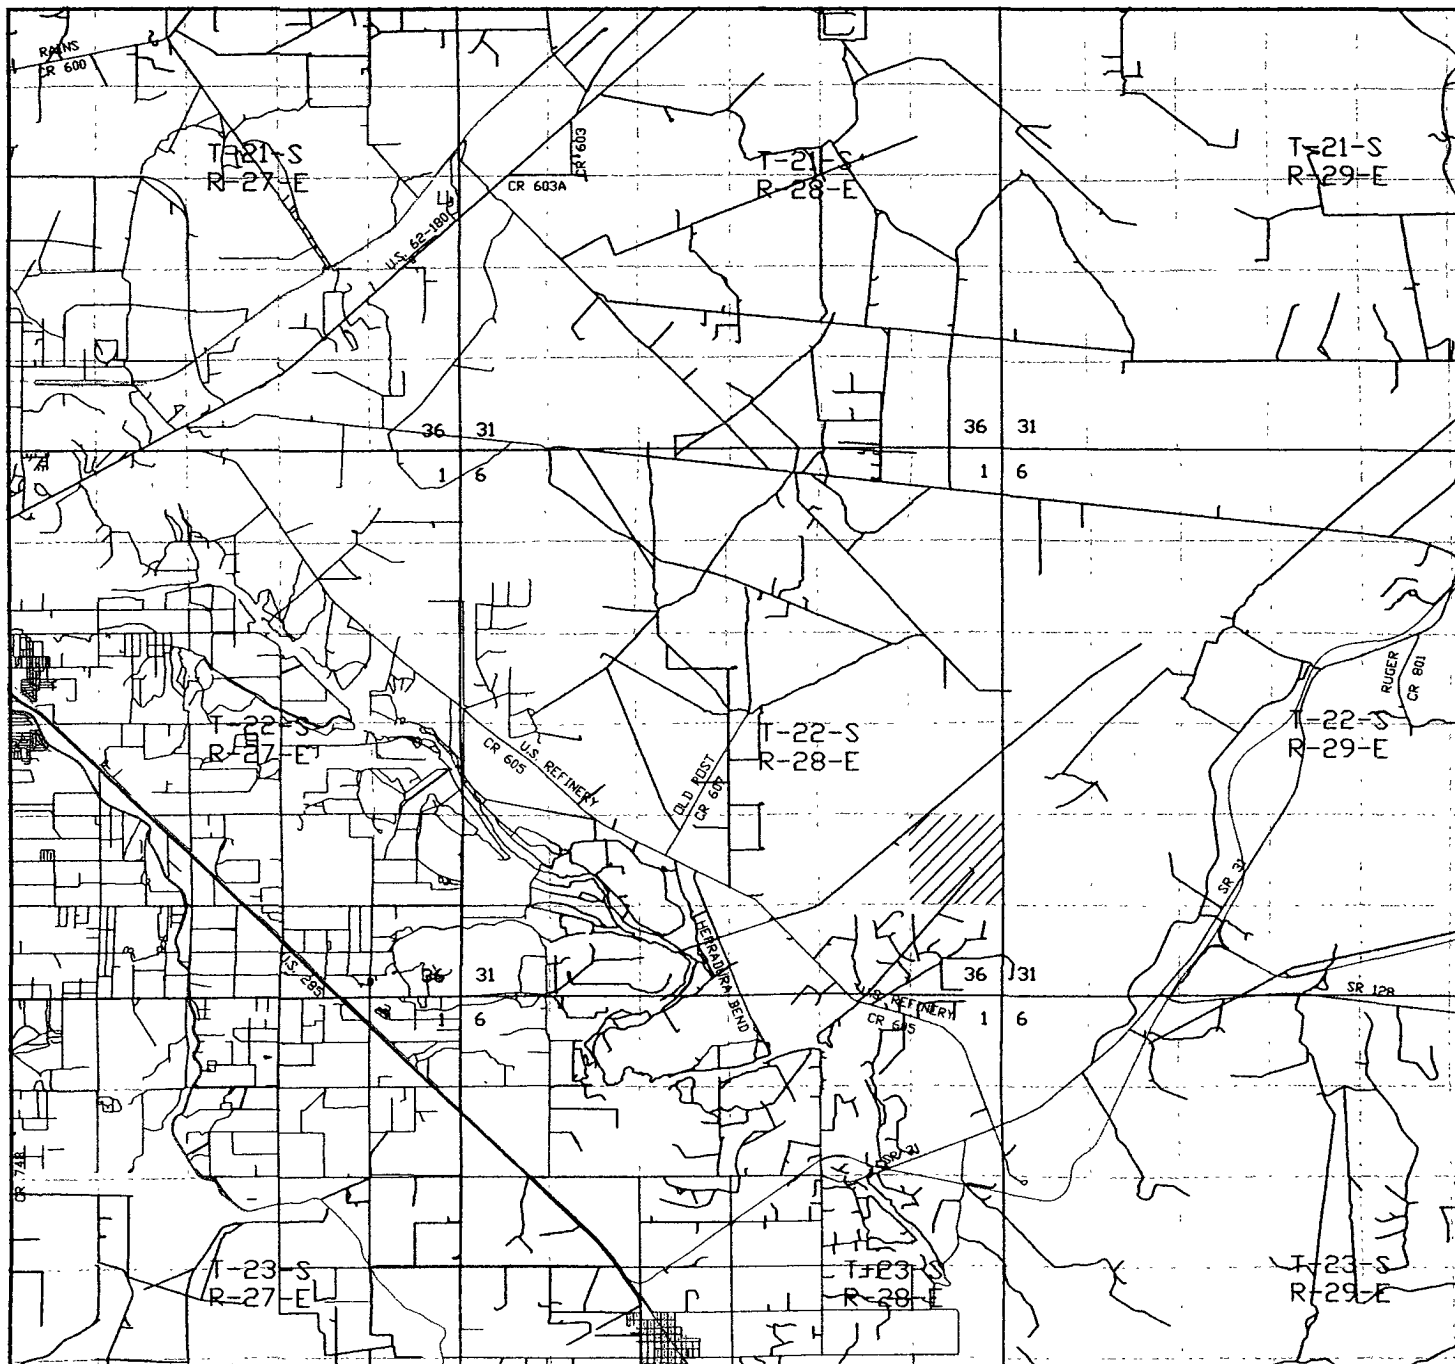 RAINS
CR 600
T-21-S
R-27-E
CR 603
CR 603A
U.S. 62-180
T-21-S
R-28-E
T-21-S
R-29-E
36 31
1 6
36 31
1 6
RUGER
CR 801
T-22-S
R-27-E
U.S. REFINERY
CR 605
OLD POST
CR 607
T-22-S
R-28-E
T-22-S
R-29-E
SR 31
U.S. 285
HERRADURA BEND
36 31
1 6
U.S. REFINERY
CR 605
36 31
1 6
SR 128
CR 748
SR 31
T-23-S
R-27-E
T-23-S
R-28-E
T-23-S
R-29-E